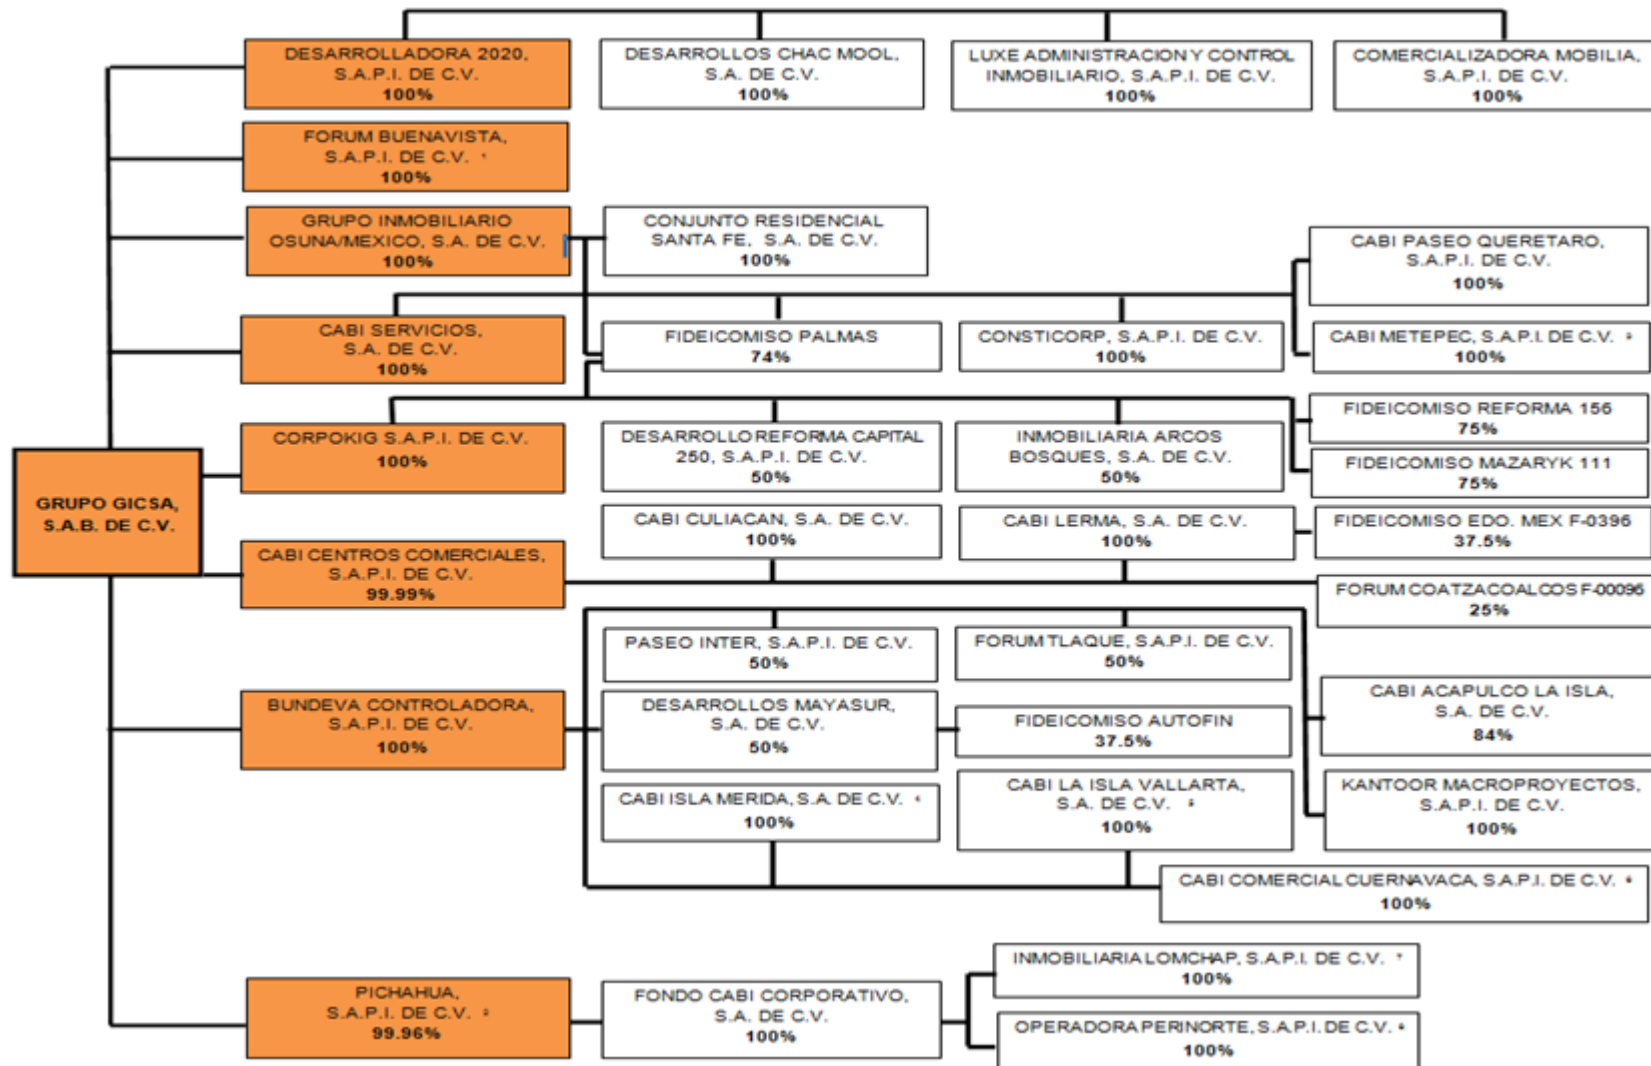 DESARROLLADORA 2020,
S.A.P.I. DE C.V.
100%
DESARROLLOS CHAC MOOL,
S.A. DE C.V.
100%
LUXE ADMINISTRACION Y CONTROL
INMOBILIARIO, S.A.P.I. DE C.V.
100%
COMERCIALIZADORA MOBILIA,
S.A.P.I. DE C.V.
100%
FORUM BUENAVISTA,
S.A.P.I. DE C.V. ¹
100%
GRUPO INMOBILIARIO
OSUNA/MEXICO, S.A. DE C.V.
100%
CONJUNTO RESIDENCIAL
SANTA FE, S.A. DE C.V.
100%
CABI PASEO QUERETARO,
S.A.P.I. DE C.V.
100%
CABI SERVICIOS,
S.A. DE C.V.
100%
FIDEICOMISO PALMAS
74%
CONSTICORP, S.A.P.I. DE C.V.
100%
CABI METEPEC, S.A.P.I. DE C.V.
100%
CORPOKIG S.A.P.I. DE C.V.
100%
DESARROLLO REFORMA CAPITAL
250, S.A.P.I. DE C.V.
50%
INMOBILIARIA ARCOS
BOSQUES, S.A. DE C.V.
50%
FIDEICOMISO REFORMA 156
75%
FIDEICOMISO MAZARYK 111
75%
GRUPO GICSA,
S.A.B. DE C.V.
CABI CULIACAN, S.A. DE C.V.
100%
CABI LERMA, S.A. DE C.V.
100%
FIDEICOMISO EDO. MEX F-0396
37.5%
CABI CENTROS COMERCIALES,
S.A.P.I. DE C.V.
99.99%
FORUM COATZACOALCOS F-00096
25%
PASEO INTER, S.A.P.I. DE C.V.
50%
FORUM TLAQUE, S.A.P.I. DE C.V.
50%
BUNDEVA CONTROLADORA,
S.A.P.I. DE C.V.
100%
DESARROLLOS MAYASUR,
S.A. DE C.V.
50%
FIDEICOMISO AUTOFIN
37.5%
CABI ACAPULCO LA ISLA,
S.A. DE C.V.
84%
CABI ISLA MERIDA, S.A. DE C.V. ⁴
100%
CABI LA ISLA VALLARTA,
S.A. DE C.V. ⁵
100%
KANTOOR MACROPROYECTOS,
S.A.P.I. DE C.V.
100%
CABI COMERCIAL CUERNAVACA, S.A.P.I. DE C.V. ⁶
100%
PICHAHUA,
S.A.P.I. DE C.V.
99.96%
FONDO CABI CORPORATIVO,
S.A. DE C.V.
100%
INMOBILIARIA LOMCHAP, S.A.P.I. DE C.V. ⁷
100%
OPERADORA PERINORTE, S.A.P.I. DE C.V.
100%